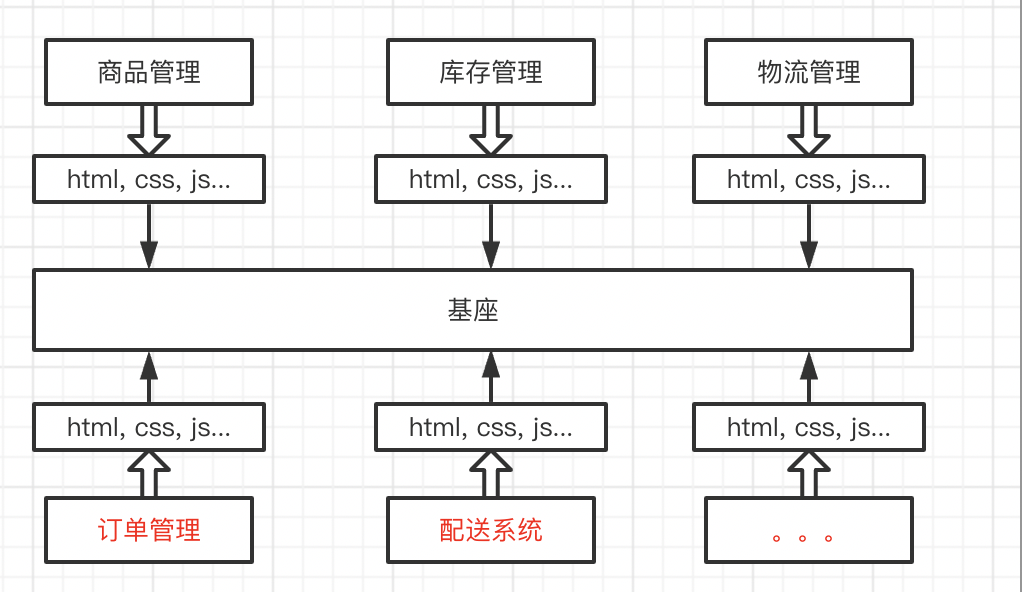 商品管理
库存管理
物流管理
html, css, js...
html, css, js...
html, css, js...
基座
html, css, js...
html, css, js...
html, css, js...
订单管理
配送系统
。。。